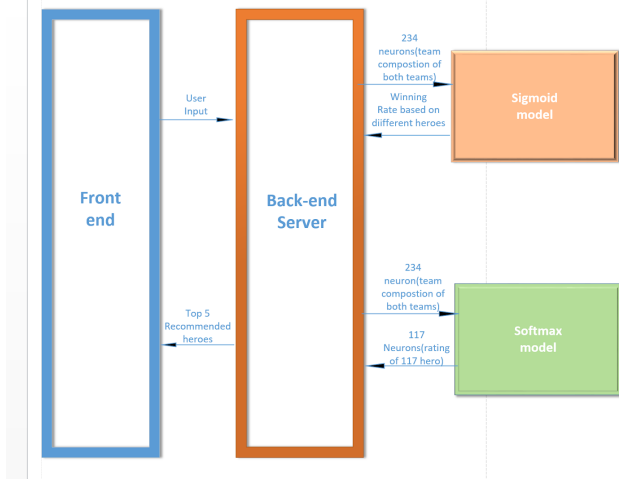 234
neurons(team
compostion of
both teams)
Winning
Rate based on
diifferent heroes
Sigmoid
model
User
Input
Front
end
Back-end
Server
234
neuron(team
compostion of
both teams)
Top 5
Recommended
heroes
117
Neurons(rating
of 117 hero)
Softmax
model